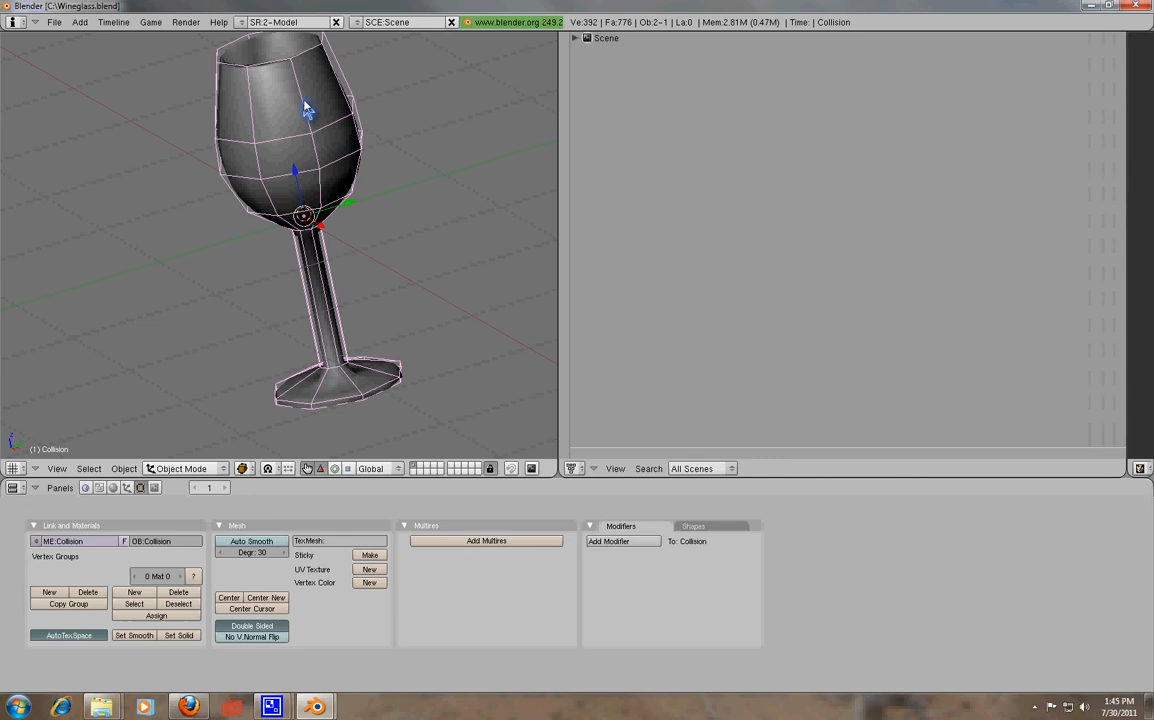 Blender [C:\Wineglass.blend]
File Add Timeline Game Render Help SR:2-Model SCE:Scene www.blender.org 249.2 Ve:392 | Fa:776 | Ob:2-1 | La:0 | Mem:2.81M (0.47M) | Time: | Collision
Scene
(1) Collision
View Select Object Object Mode Global View Search All Scenes
Panels 1
Link and Materials Mesh Multires Modifiers Shapes
ME:Collision F OB:Collision Auto Smooth TexMesh: Add Multires Add Modifier To: Collision
Degr: 30
Vertex Groups Sticky Make
UV Texture New
0 Mat 0 ? Vertex Color New
New Delete New Delete Center Center New
Copy Group Select Deselect Center Cursor
Assign
Double Sided
AutoTexSpace Set Smooth Set Solid No V.Normal Flip
1:45 PM
7/30/2011